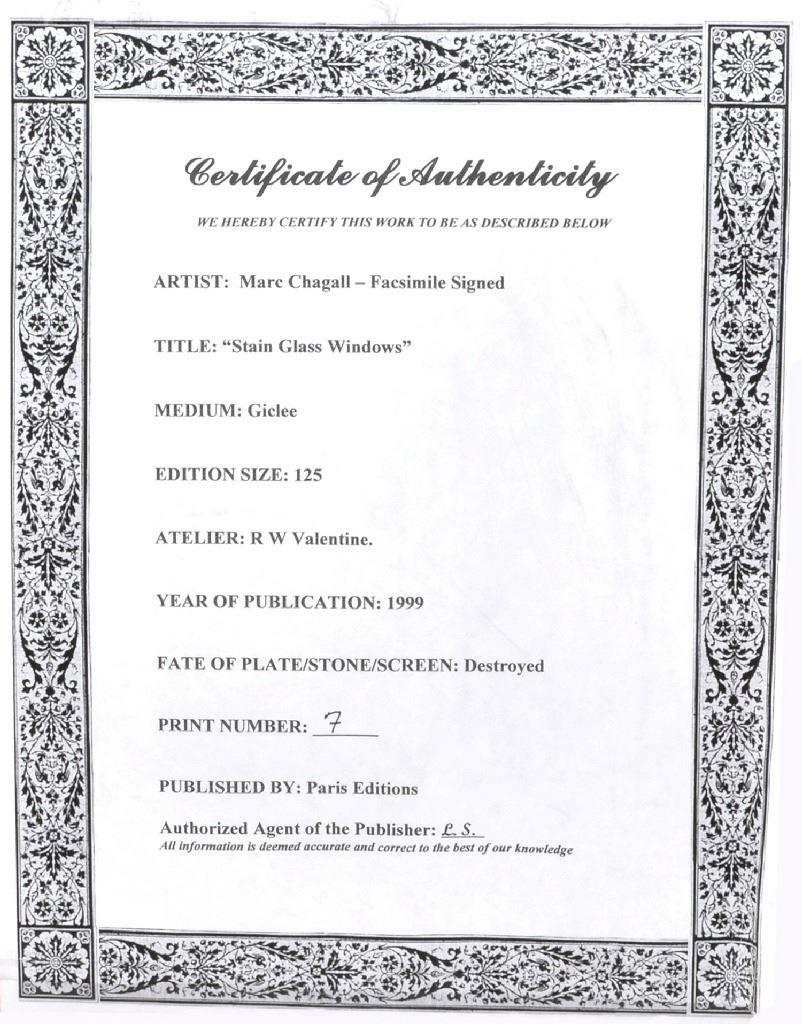 Certificate of Authenticity
WE HEREBY CERTIFY THIS WORK TO BE AS DESCRIBED BELOW
ARTIST: Marc Chagall – Facsimile Signed
TITLE: “Stain Glass Windows”
MEDIUM: Giclee
EDITION SIZE: 125
ATELIER: R W Valentine.
YEAR OF PUBLICATION: 1999
FATE OF PLATE/STONE/SCREEN: Destroyed
PRINT NUMBER: 7
PUBLISHED BY: Paris Editions
Authorized Agent of the Publisher: L. S.
All information is deemed accurate and correct to the best of our knowledge